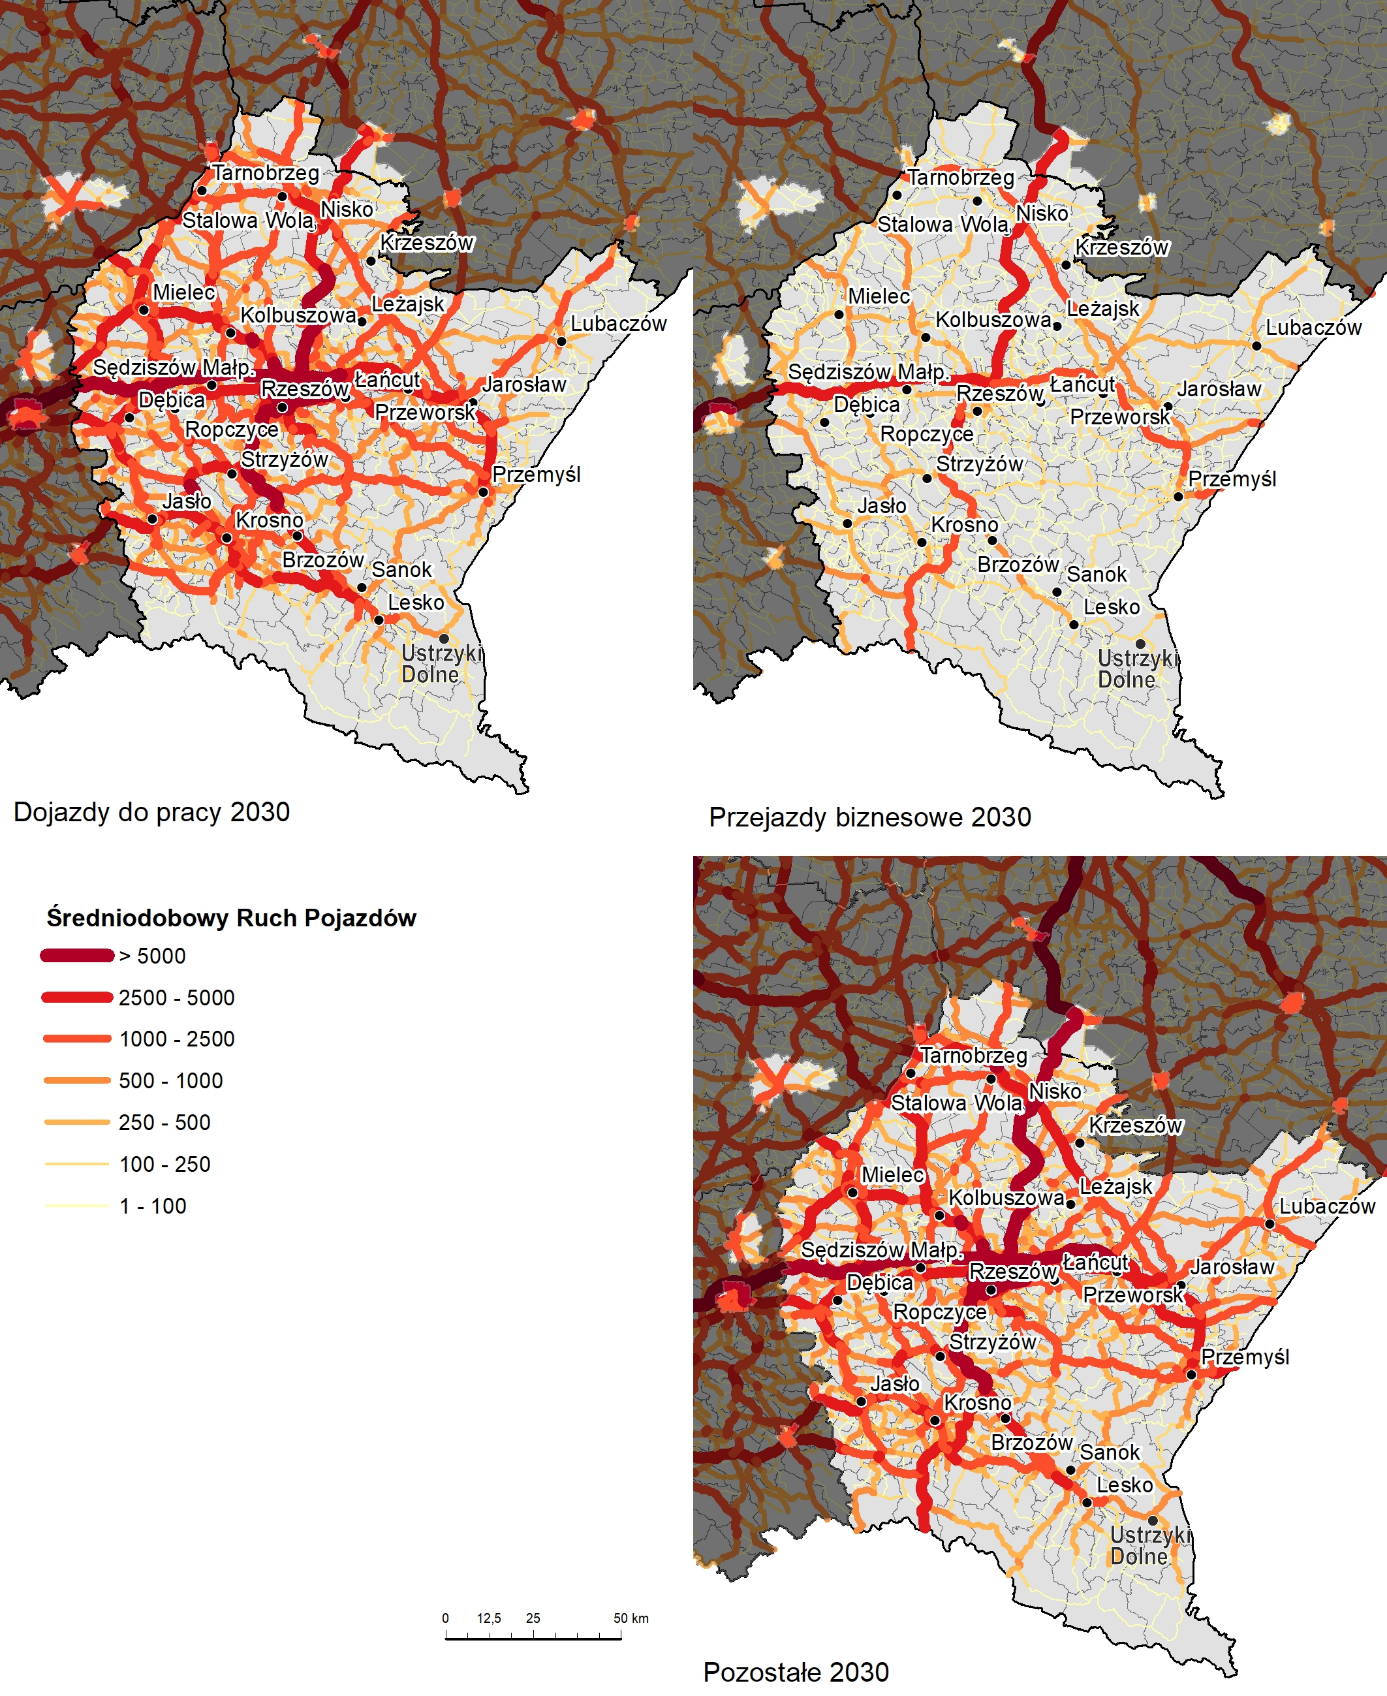 Tarnobrzeg
Stalowa Wola
Nisko
Krzeszów
Mielec
Kolbuszowa
Leżajsk
Lubaczów
Sędziszów Małp.
Rzeszów
Łańcut
Jarosław
Dębica
Przeworsk
Ropczyce
Strzyżów
Przemyśl
Jasło
Krosno
Brzozów
Sanok
Lesko
Ustrzyki
Dolne
Dojazdy do pracy 2030
Tarnobrzeg
Stalowa Wola
Nisko
Krzeszów
Mielec
Kolbuszowa
Leżajsk
Lubaczów
Sędziszów Małp.
Rzeszów
Łańcut
Jarosław
Dębica
Przeworsk
Ropczyce
Strzyżów
Przemyśl
Jasło
Krosno
Brzozów
Sanok
Lesko
Ustrzyki
Dolne
Przejazdy biznesowe 2030
Średniodobowy Ruch Pojazdów
> 5000
2500 - 5000
1000 - 2500
500 - 1000
250 - 500
100 - 250
1 - 100
0 12,5 25 50 km
Tarnobrzeg
Stalowa Wola
Nisko
Krzeszów
Mielec
Kolbuszowa
Leżajsk
Lubaczów
Sędziszów Małp.
Rzeszów
Łańcut
Jarosław
Dębica
Przeworsk
Ropczyce
Strzyżów
Przemyśl
Jasło
Krosno
Brzozów
Sanok
Lesko
Ustrzyki
Dolne
Pozostałe 2030